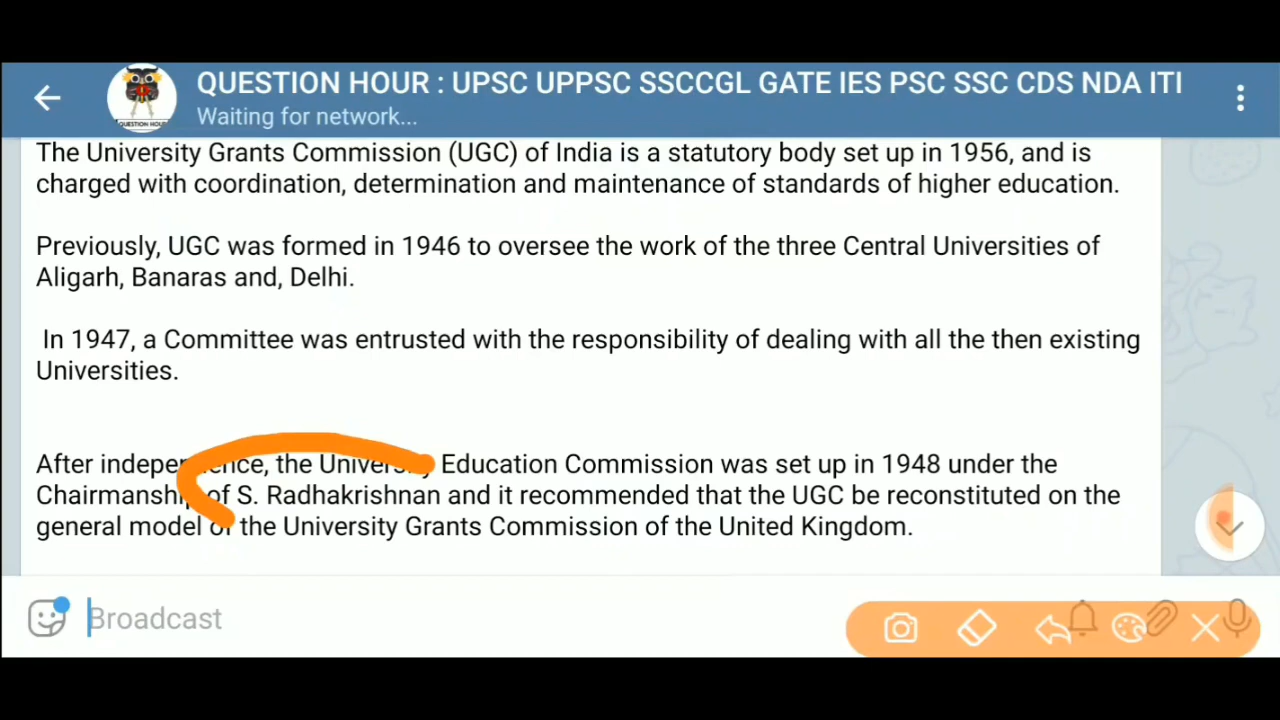 QUESTION HOUR : UPSC UPPSC SSCCGL GATE IES PSC SSC CDS NDA ITI
QUESTION HOUR
Waiting for network...
The University Grants Commission (UGC) of India is a statutory body set up in 1956, and is
charged with coordination, determination and maintenance of standards of higher education.
Previously, UGC was formed in 1946 to oversee the work of the three Central Universities of
Aligarh, Banaras and, Delhi.
In 1947, a Committee was entrusted with the responsibility of dealing with all the then existing
Universities.
After independence, the University Education Commission was set up in 1948 under the
Chairmanship of S. Radhakrishnan and it recommended that the UGC be reconstituted on the
general model of the University Grants Commission of the United Kingdom.
Broadcast